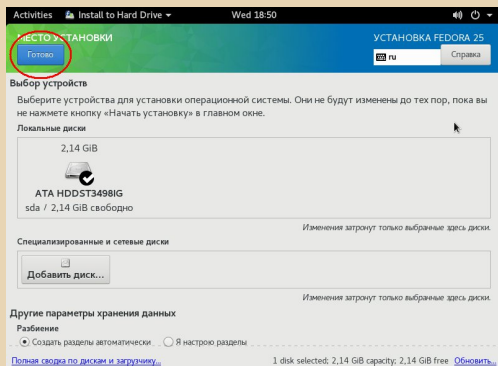 Activities Install to Hard Drive Wed 18:50
МЕСТО УСТАНОВКИ
УСТАНОВКА FEDORA 25
Готово
ru
Справка
Выбор устройств
Выберите устройства для установки операционной системы. Они не будут изменены до тех пор, пока вы
не нажмете кнопку «Начать установку» в главном окне.
Локальные диски
2,14 GiB
ATA HDDST3498IG
sda / 2,14 GiB свободно
Изменения затронут только выбранные здесь диски.
Специализированные и сетевые диски
Добавить диск...
Изменения затронут только выбранные здесь диски.
Другие параметры хранения данных
Разбиение
Создать разделы автоматически Я настрою разделы
Полная сводка по дискам и загрузчику... 1 disk selected; 2,14 GiB capacity; 2,14 GiB free Обновить...